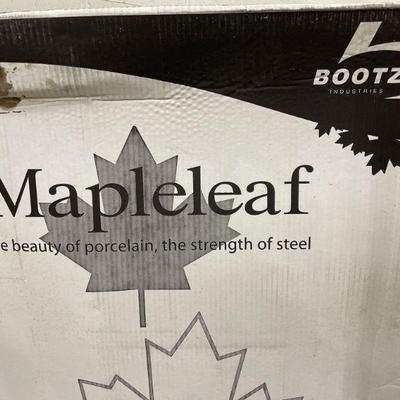 BOOTZ
INDUSTRIES
Mapleleaf
e beauty of porcelain, the strength of steel